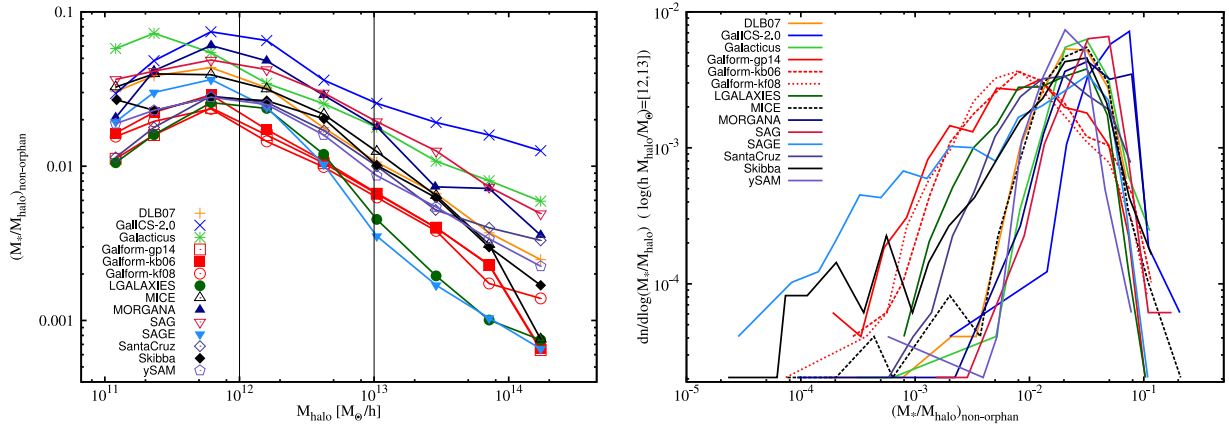 0.1
0.01
0.001
(M*/Mhalo)non-orphan
DLB07
GalICS-2.0
Galacticus
Galform-gp14
Galform-kb06
Galform-kf08
LGALAXIES
MICE
MORGANA
SAG
SAGE
SantaCruz
Skibba
ySAM
10^11 10^12 10^13 10^14
Mhalo [M⊙/h]
10^-2
10^-3
10^-4
dn/dlog(M*/Mhalo) ( log(h Mhalo/M⊙)=[12,13])
DLB07
GalICS-2.0
Galacticus
Galform-gp14
Galform-kb06
Galform-kf08
LGALAXIES
MICE
MORGANA
SAG
SAGE
SantaCruz
Skibba
ySAM
10^-5 10^-4 10^-3 10^-2 10^-1
(M*/Mhalo)non-orphan